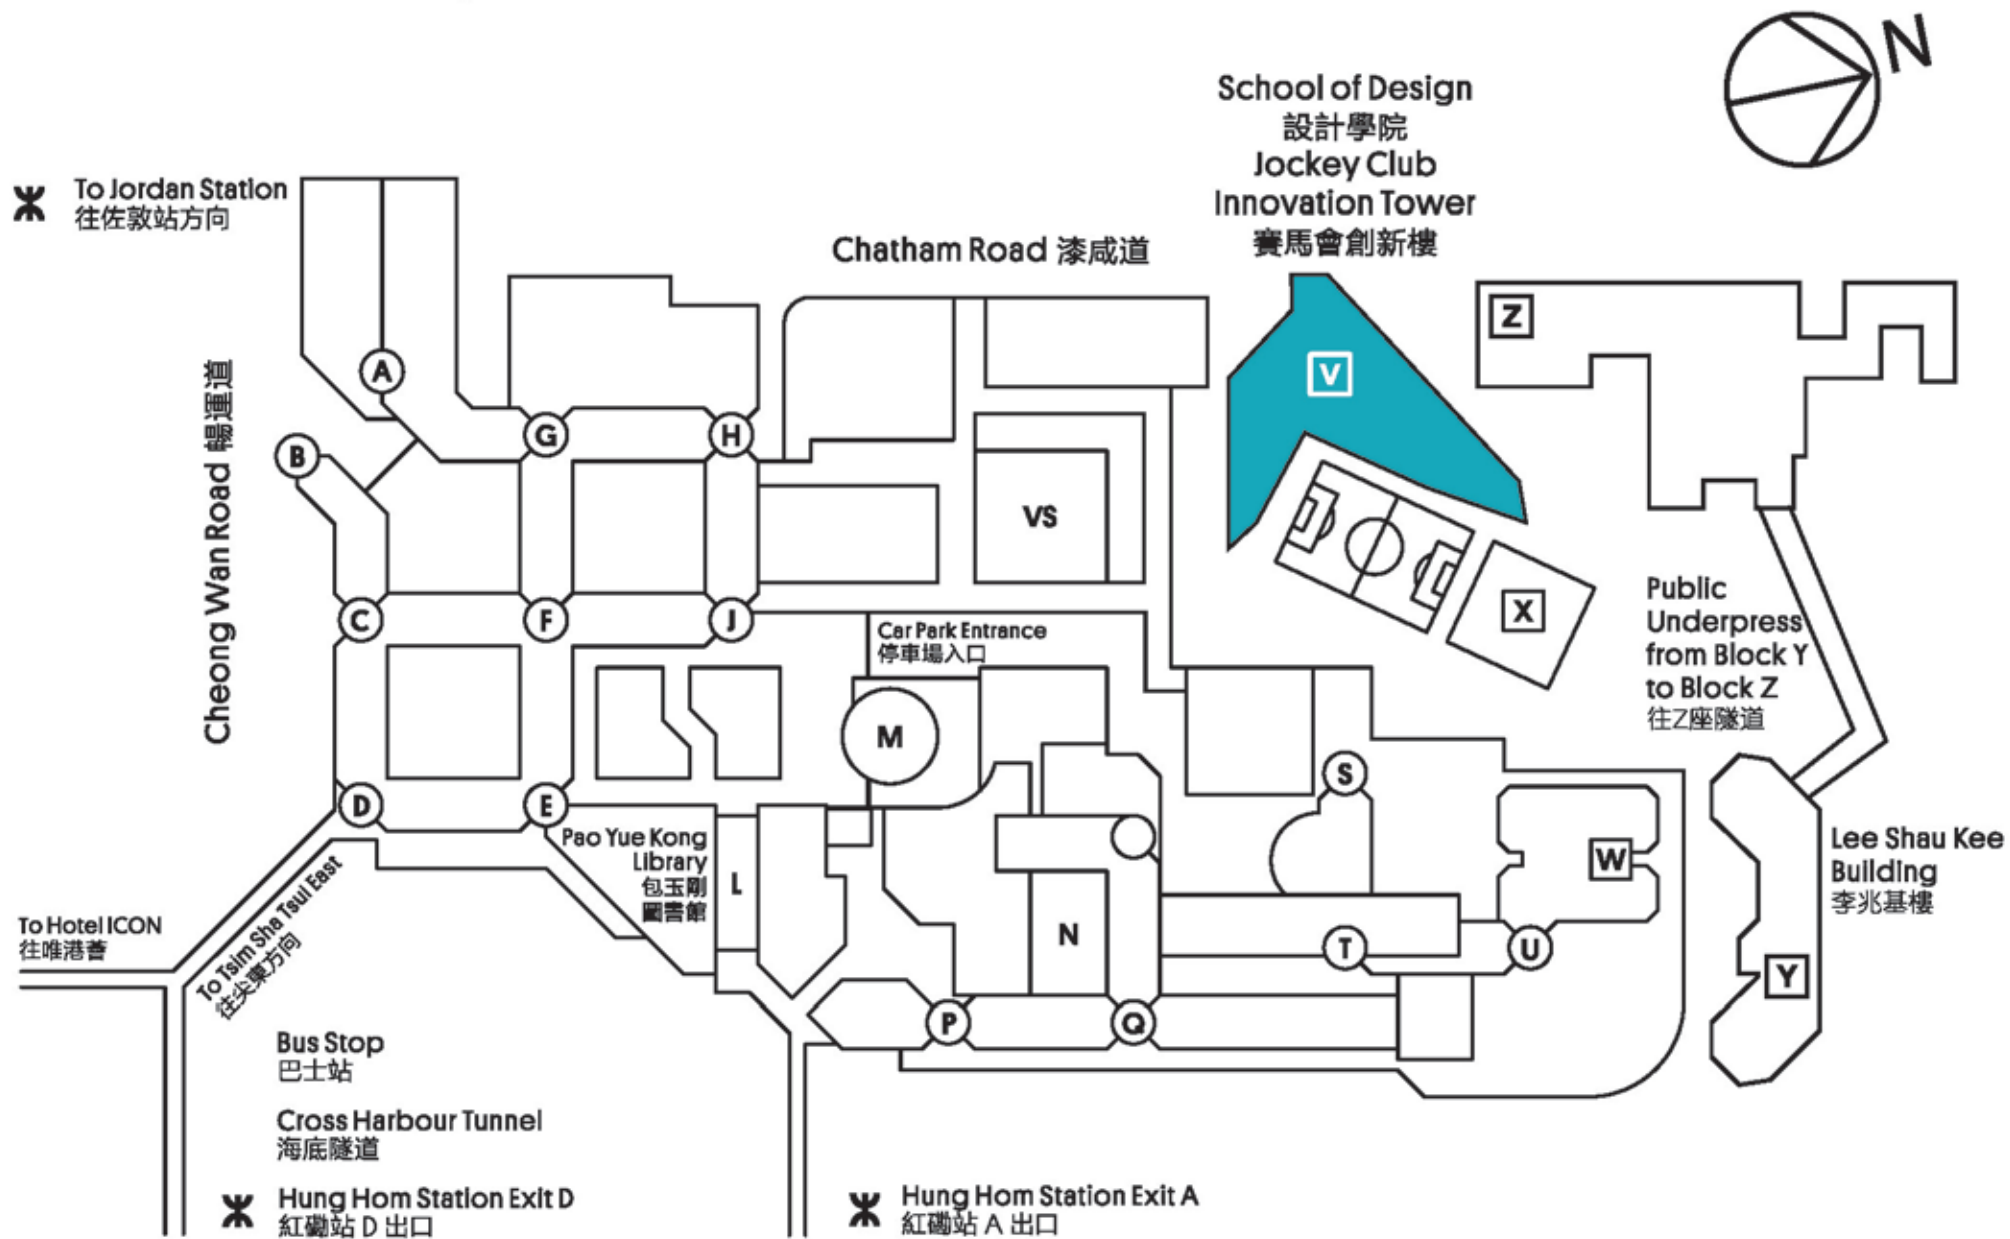 N
School of Design
設計學院
Jockey Club
Innovation Tower
賽馬會創新樓
To Jordan Station
往佐敦站方向
Chatham Road 漆咸道
Z
V
A
G
H
B
Cheong Wan Road 暢運道
VS
X
Public
Underpress
from Block Y
to Block Z
往Z座隧道
C
F
J
Car Park Entrance
停車場入口
M
S
D
E
Pao Yue Kong
Library
包玉剛
圖書館
L
W
Lee Shau Kee
Building
李兆基樓
To Hotel ICON
往唯港薈
To Tsim Sha Tsui East
往尖東方向
N
T
U
Y
P
Q
Bus Stop
巴士站
Cross Harbour Tunnel
海底隧道
Hung Hom Station Exit D
紅磡站 D 出口
Hung Hom Station Exit A
紅磡站 A 出口